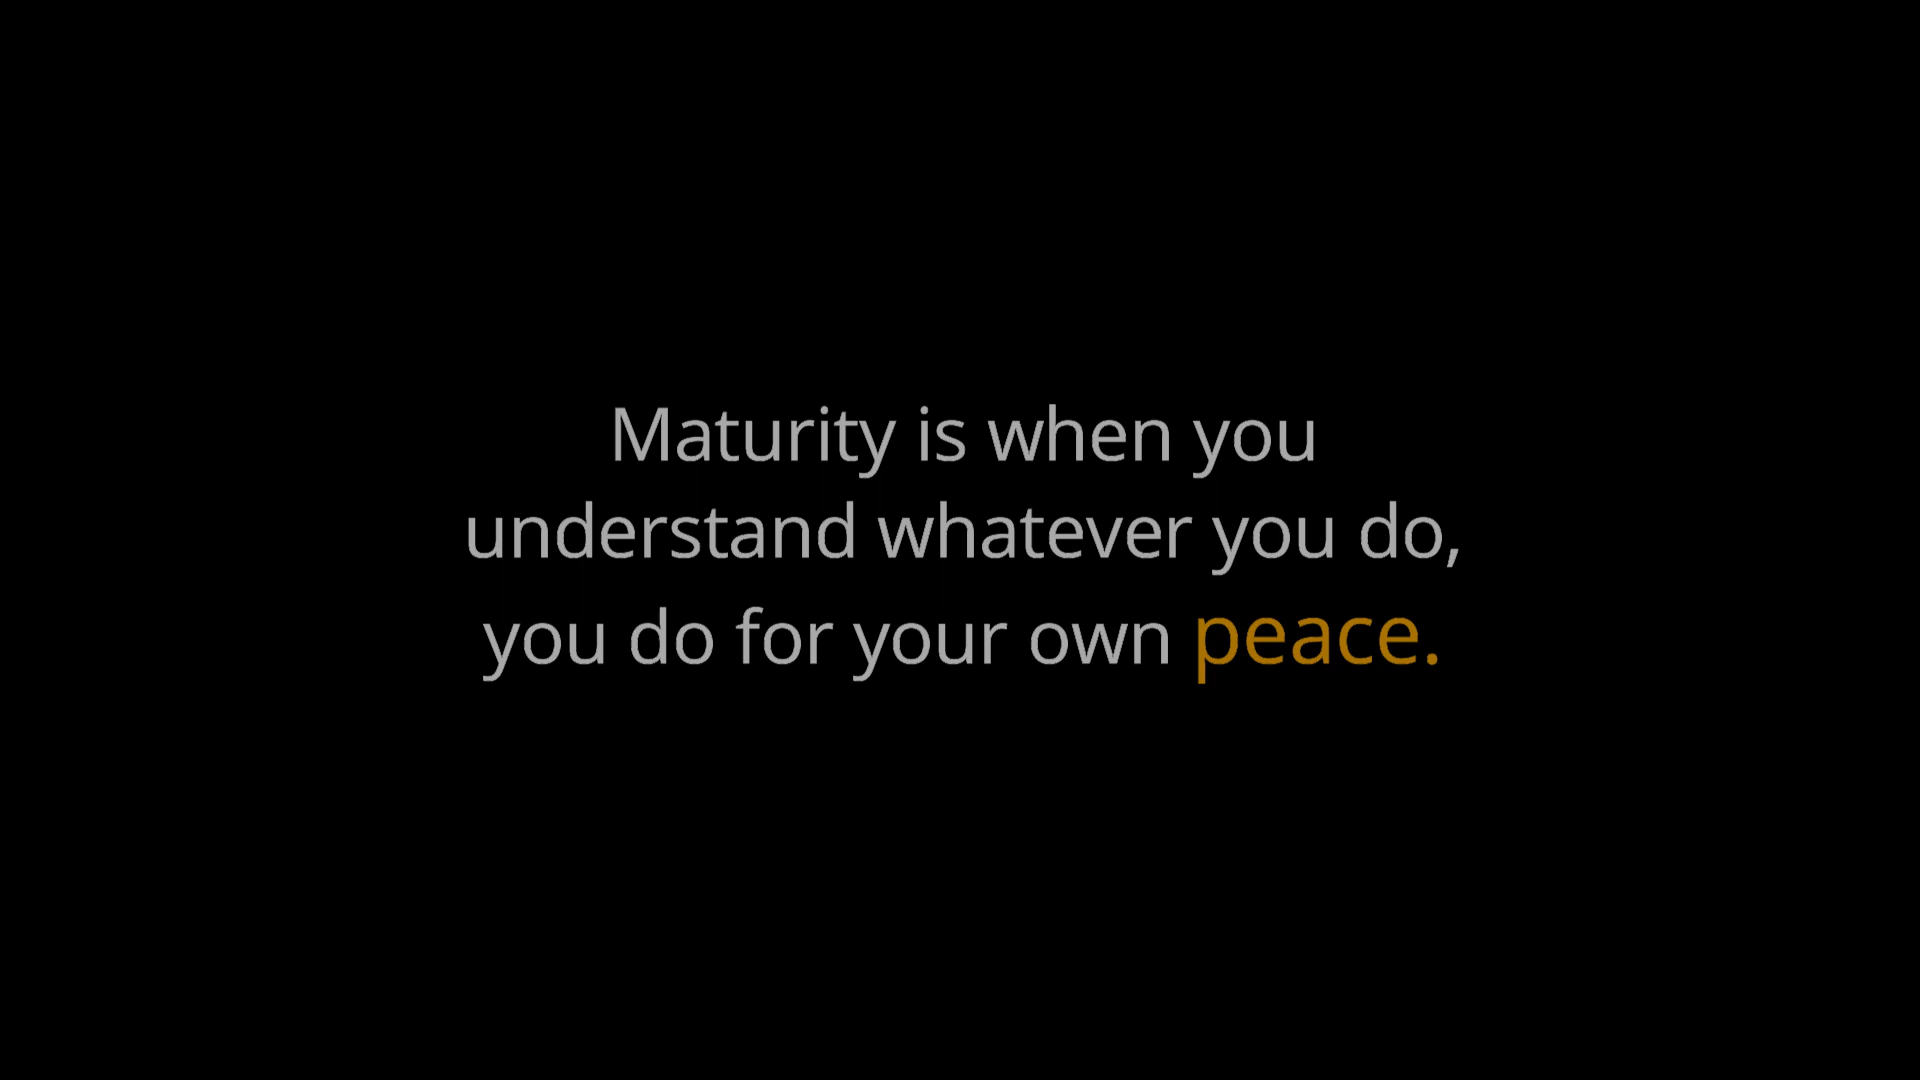 Maturity is when you
understand whatever you do,
you do for your own peace.